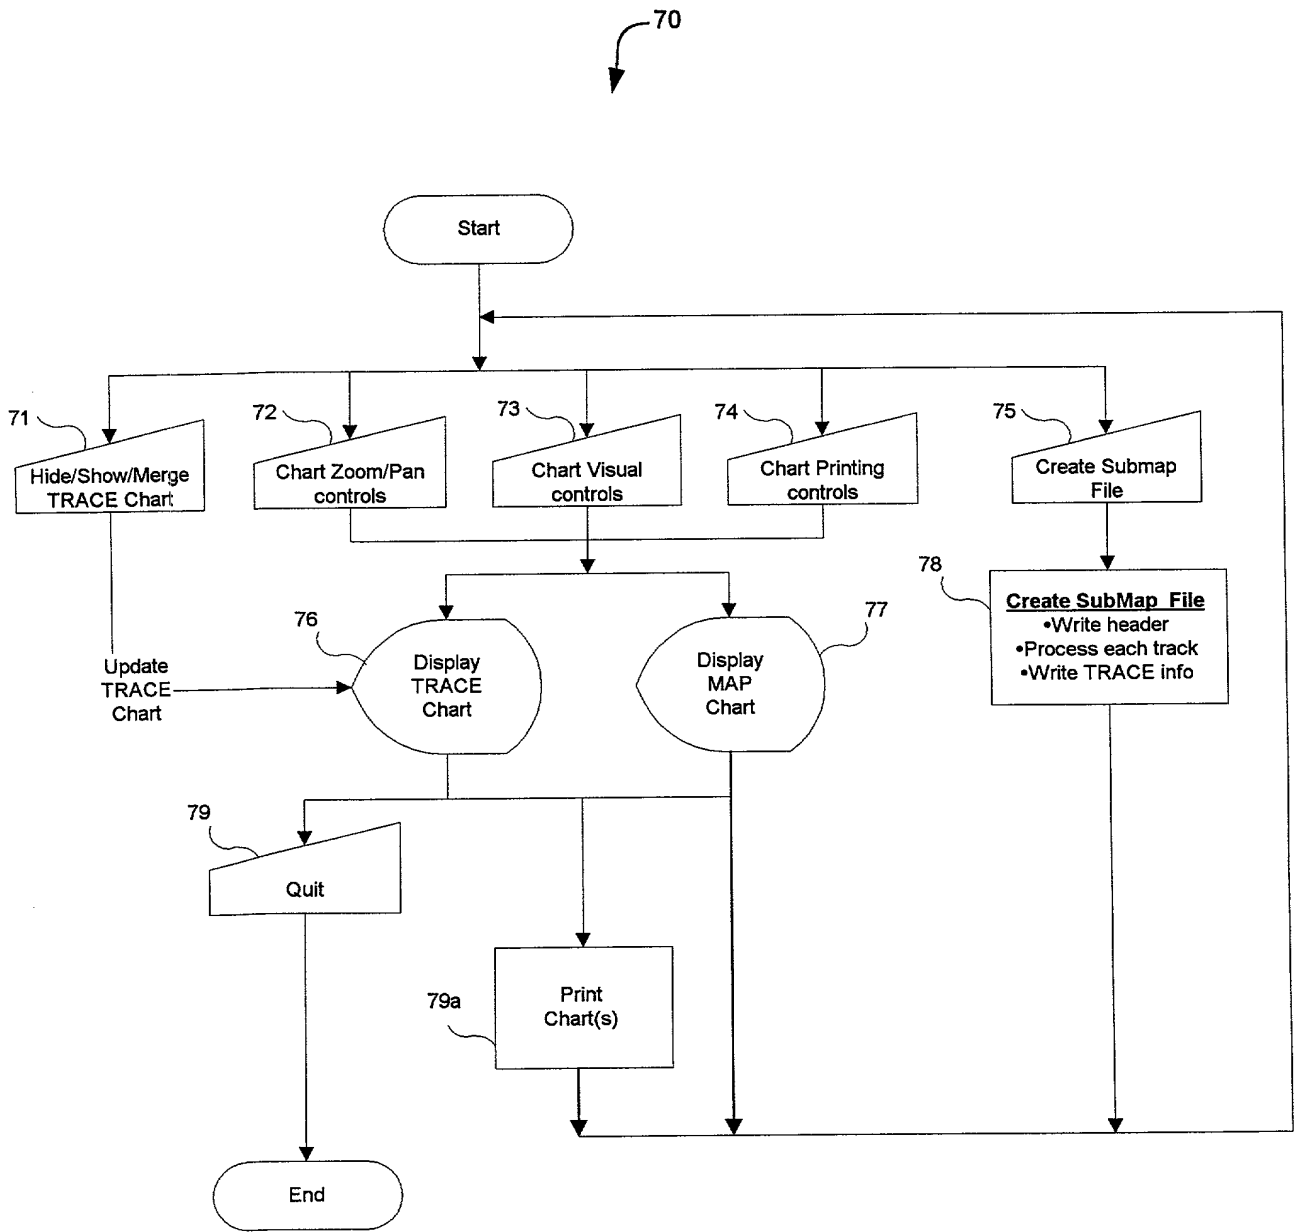 70
Start
71
72
73
74
75
Hide/Show/Merge
TRACE Chart
Chart Zoom/Pan
controls
Chart Visual
controls
Chart Printing
controls
Create Submap
File
78
Create SubMap File
•Write header
•Process each track
•Write TRACE info
76
77
Display
TRACE
Chart
Display
MAP
Chart
Update
TRACE
Chart
79
Quit
79a
Print
Chart(s)
End